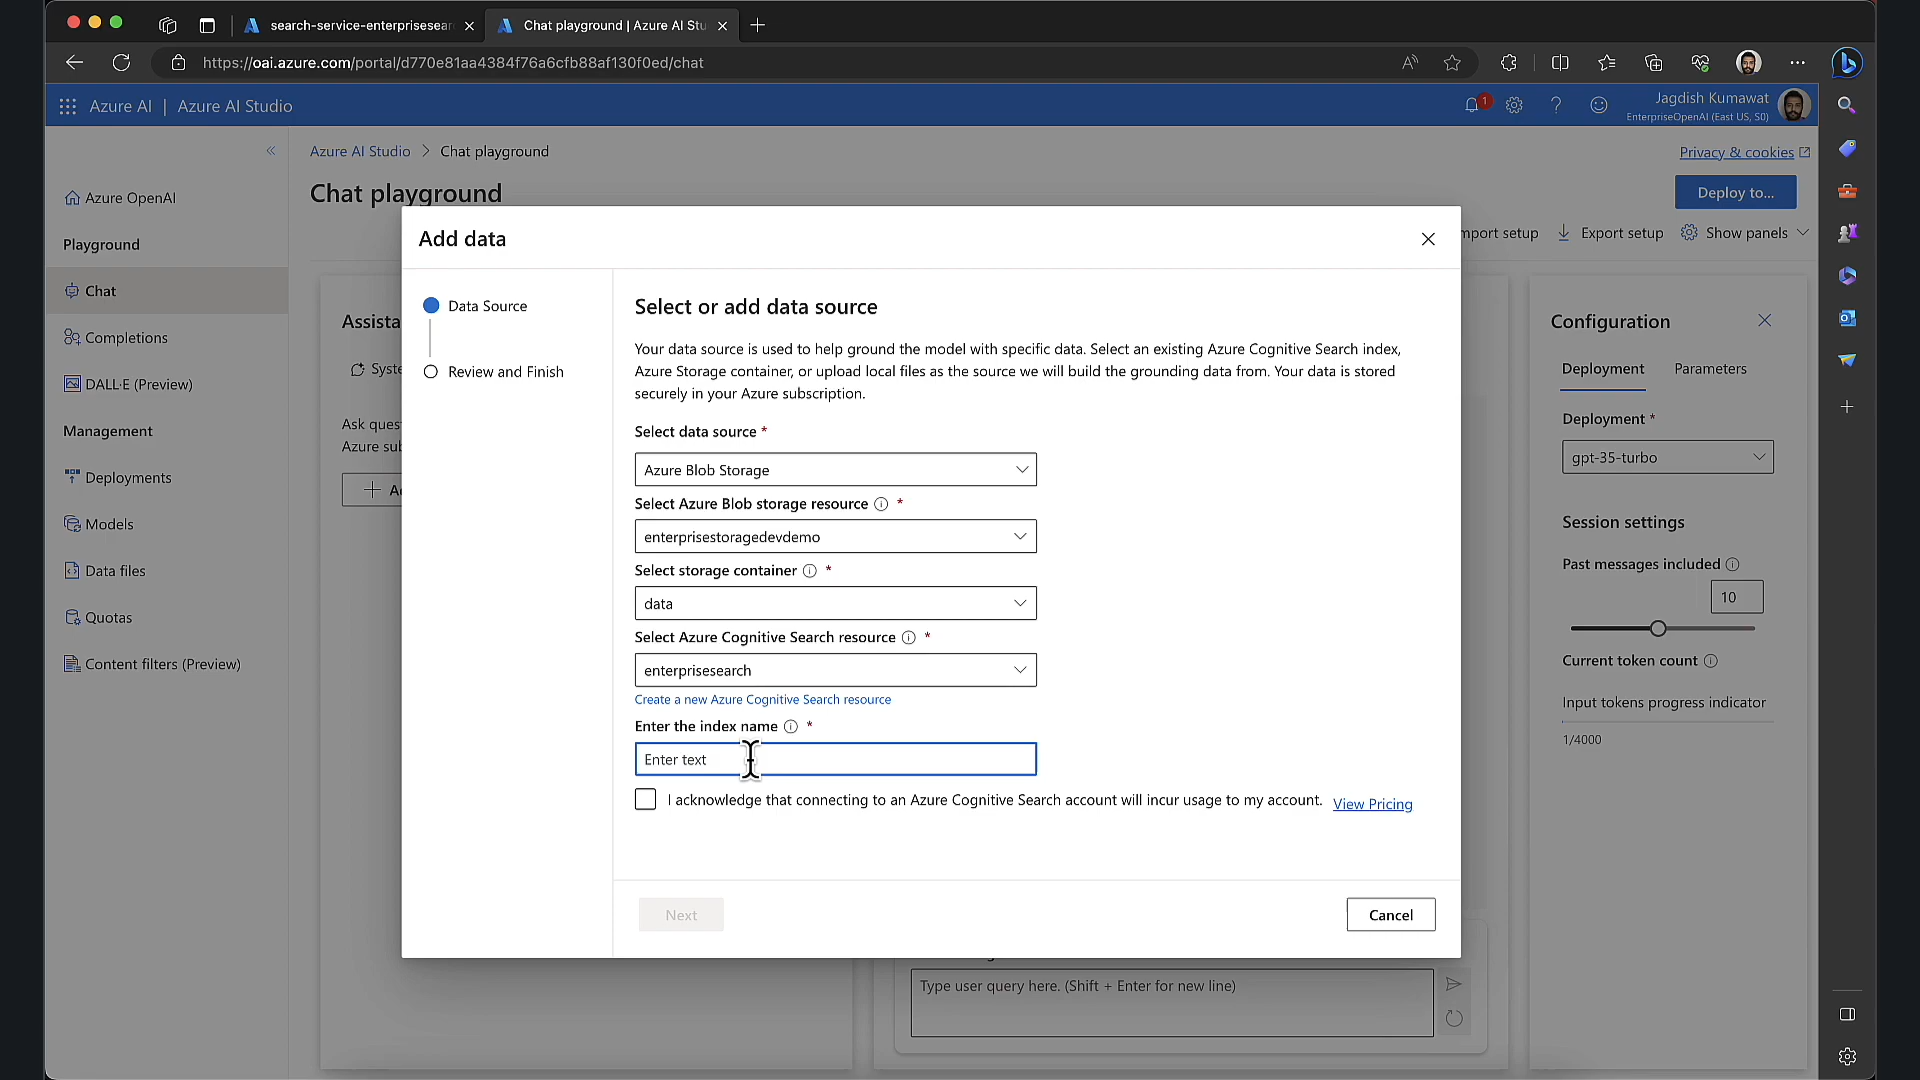 search-service-enterprisesear
Chat playground | Azure AI Stu
https://oai.azure.com/portal/d770e81aa4384f76a6cfb88af130f0ed/chat
Azure AI | Azure AI Studio
1
Jagdish Kumawat
EnterpriseOpenAI (East US, S0)
Azure OpenAI
Playground
Chat
Completions
DALL·E (Preview)
Management
Deployments
Models
Data files
Quotas
Content filters (Preview)
Azure AI Studio > Chat playground
Privacy & cookies
Chat playground
Deploy to...
mport setup
Export setup
Show panels
Assista
Syste
Ask ques
Azure sub
Ad
Add data
Data Source
Review and Finish
Select or add data source
Your data source is used to help ground the model with specific data. Select an existing Azure Cognitive Search index,
Azure Storage container, or upload local files as the source we will build the grounding data from. Your data is stored
securely in your Azure subscription.
Select data source *
Azure Blob Storage
Select Azure Blob storage resource *
enterprisestoragedevdemo
Select storage container *
data
Select Azure Cognitive Search resource *
enterprisesearch
Create a new Azure Cognitive Search resource
Enter the index name *
Enter text
I acknowledge that connecting to an Azure Cognitive Search account will incur usage to my account. View Pricing
Next
Cancel
Type user query here. (Shift + Enter for new line)
Configuration
Deployment
Parameters
Deployment *
gpt-35-turbo
Session settings
Past messages included
10
Current token count
Input tokens progress indicator
1/4000